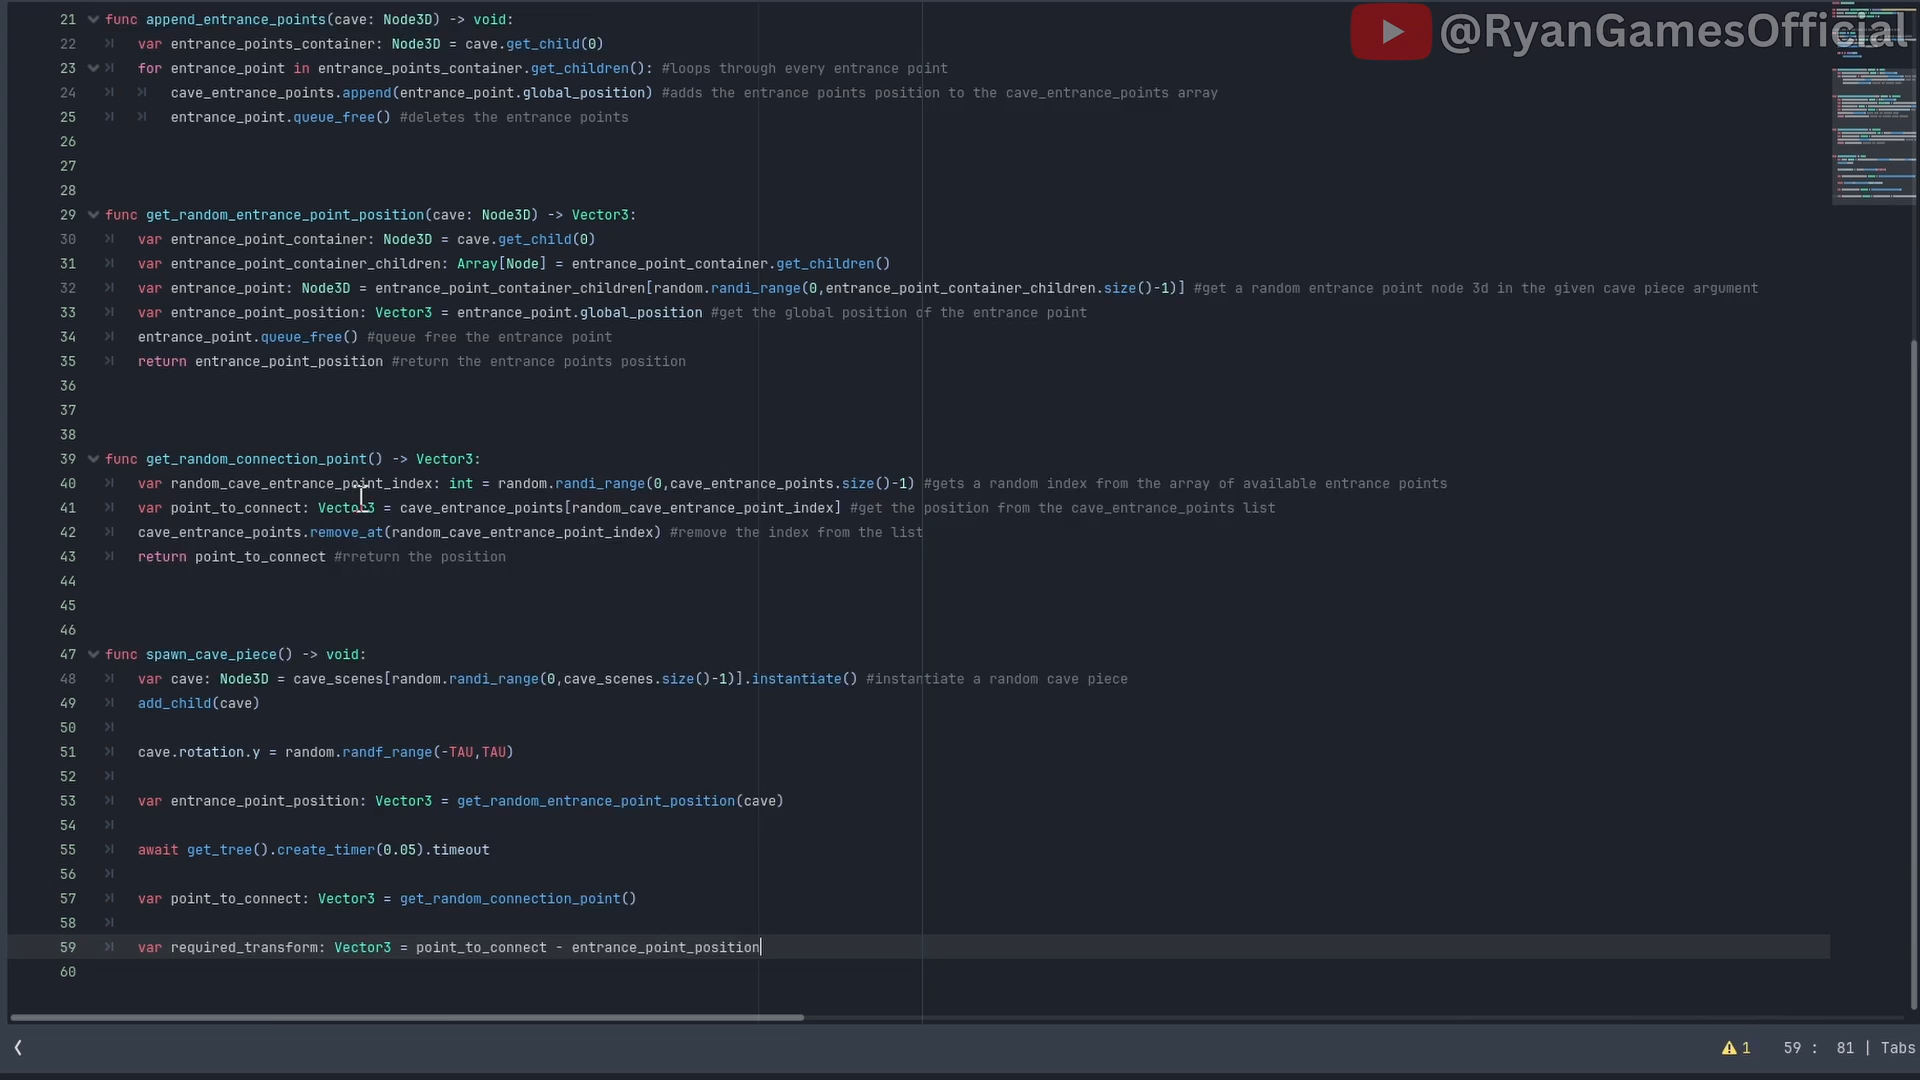 @RyanGamesOfficial
21 func append_entrance_points(cave: Node3D) -> void:
22 var entrance_points_container: Node3D = cave.get_child(0)
23 for entrance_point in entrance_points_container.get_children(): #loops through every entrance point
24 cave_entrance_points.append(entrance_point.global_position) #adds the entrance points position to the cave_entrance_points array
25 entrance_point.queue_free() #deletes the entrance points
26
27
28
29 func get_random_entrance_point_position(cave: Node3D) -> Vector3:
30 var entrance_point_container: Node3D = cave.get_child(0)
31 var entrance_point_container_children: Array[Node] = entrance_point_container.get_children()
32 var entrance_point: Node3D = entrance_point_container_children[random.randi_range(0,entrance_point_container_children.size()-1)] #get a random entrance point node 3d in the given cave piece argument
33 var entrance_point_position: Vector3 = entrance_point.global_position #get the global position of the entrance point
34 entrance_point.queue_free() #queue free the entrance point
35 return entrance_point_position #return the entrance points position
36
37
38
39 func get_random_connection_point() -> Vector3:
40 var random_cave_entrance_point_index: int = random.randi_range(0,cave_entrance_points.size()-1) #gets a random index from the array of available entrance points
41 var point_to_connect: Vector3 = cave_entrance_points[random_cave_entrance_point_index] #get the position from the cave_entrance_points list
42 cave_entrance_points.remove_at(random_cave_entrance_point_index) #remove the index from the list
43 return point_to_connect #rreturn the position
44
45
46
47 func spawn_cave_piece() -> void:
48 var cave: Node3D = cave_scenes[random.randi_range(0,cave_scenes.size()-1)].instantiate() #instantiate a random cave piece
49 add_child(cave)
50
51 cave.rotation.y = random.randf_range(-TAU,TAU)
52
53 var entrance_point_position: Vector3 = get_random_entrance_point_position(cave)
54
55 await get_tree().create_timer(0.05).timeout
56
57 var point_to_connect: Vector3 = get_random_connection_point()
58
59 var required_transform: Vector3 = point_to_connect - entrance_point_position
60
1 59 : 81 | Tabs